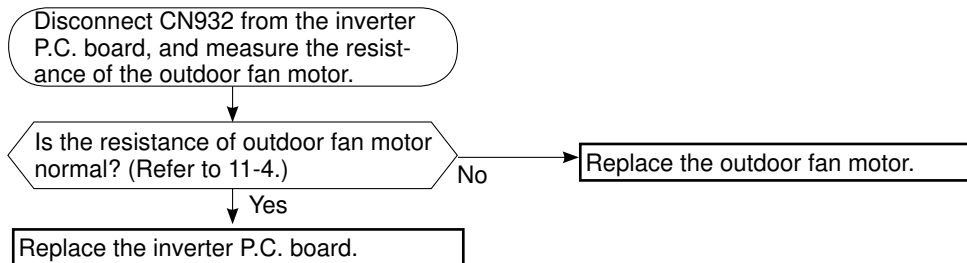 Disconnect CN932 from the inverter
P.C. board, and measure the resist-
ance of the outdoor fan motor.
Is the resistance of outdoor fan motor
normal? (Refer to 11-4.)
No
Replace the outdoor fan motor.
Yes
Replace the inverter P.C. board.